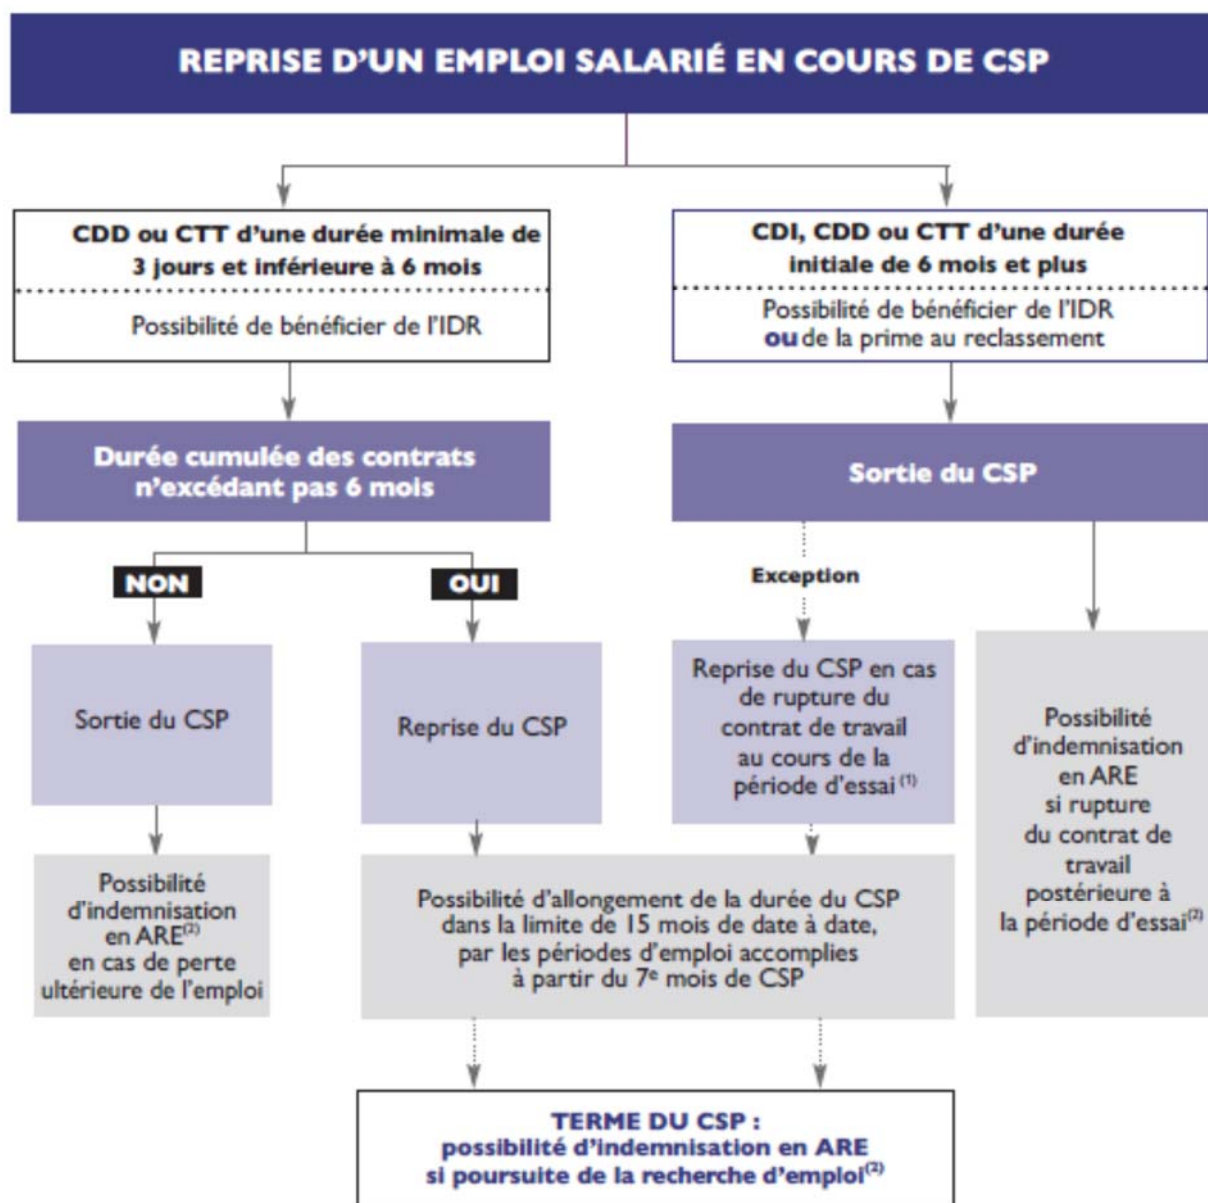 REPRISE D'UN EMPLOI SALARIÉ EN COURS DE CSP
CDD ou CTT d'une durée minimale de
3 jours et inférieure à 6 mois
Possibilité de bénéficier de l'IDR
CDI, CDD ou CTT d'une durée
initiale de 6 mois et plus
Possibilité de bénéficier de l'IDR
ou de la prime au reclassement
Durée cumulée des contrats
n'excédant pas 6 mois
Sortie du CSP
NON
OUI
Exception
Sortie du CSP
Reprise du CSP
Reprise du CSP en cas
de rupture du
contrat de travail
au cours de la
période d'essai (1)
Possibilité
d'indemnisation
en ARE
si rupture
du contrat de
travail
postérieure à
la période d'essai(2)
Possibilité
d'indemnisation
en ARE(2)
en cas de perte
ultérieure de l'emploi
Possibilité d'allongement de la durée du CSP
dans la limite de 15 mois de date à date,
par les périodes d'emploi accomplies
à partir du 7e mois de CSP
TERME DU CSP :
possibilité d'indemnisation en ARE
si poursuite de la recherche d'emploi(2)